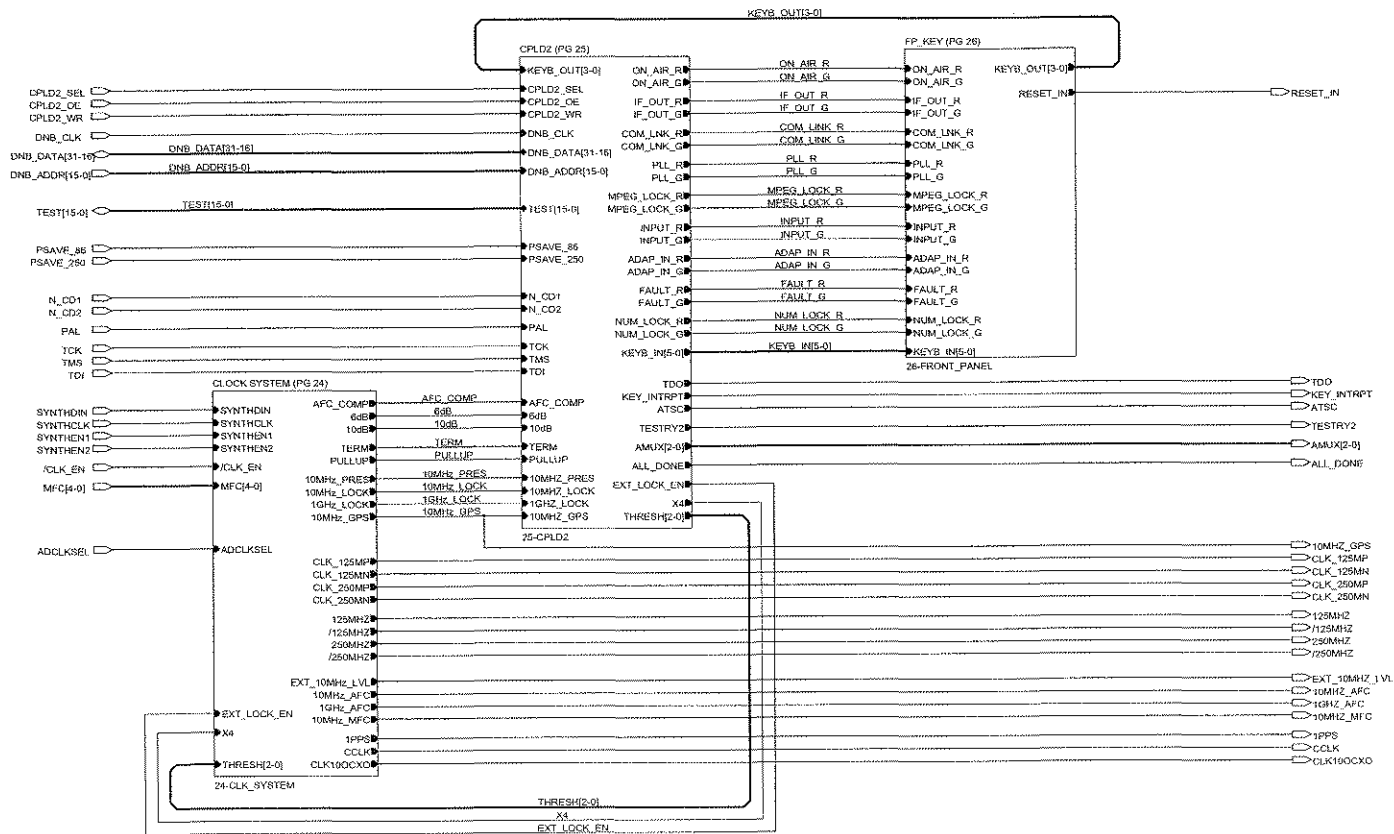 KEYB_OUT[3-0]
CPLD2 (PG 25)
FP_KEY (PG 26)
CPLD2_SEL
CPLD2_OE
CPLD2_WR
DNB_CLK
DNB_DATA[31-16]
DNB_ADDR[15-0]
TEST[15-0]
PSAVE_86
PSAVE_250
N_CD1
N_CD2
PAL
TCK
TMS
TDI
DNB_DATA[31-16]
DNB_ADDR[15-0]
TEST[15-0]
KEYB_OUT[3-0]
CPLD2_SEL
CPLD2_OE
CPLD2_WR
DNB_CLK
DNB_DATA[31-16]
DNB_ADDR[15-0]
TEST[15-0]
PSAVE_86
PSAVE_250
N_CD1
N_CD2
PAL
TCK
TMS
TDI
AFC_COMP
6dB
10dB
TERM
PULLUP
10MHZ_PRES
10MHZ_LOCK
1GHZ_LOCK
10MHZ_GPS
ON_AIR_R
ON_AIR_G
IF_OUT_R
IF_OUT_G
COM_LNK_R
COM_LNK_G
PLL_R
PLL_G
MPEG_LOCK_R
MPEG_LOCK_G
INPUT_R
INPUT_G
ADAP_IN_R
ADAP_IN_G
FAULT_R
FAULT_G
NUM_LOCK_R
NUM_LOCK_G
KEYB_IN[5-0]
TDO
KEY_INTRPT
ATSC
TESTRY2
AMUX[2-0]
ALL_DONE
EXT_LOCK_EN
X4
THRESH[2-0]
25-CPLD2
ON_AIR_R
ON_AIR_G
IF_OUT_R
IF_OUT_G
COM_LINK_R
COM_LINK_G
PLL_R
PLL_G
MPEG_LOCK_R
MPEG_LOCK_G
INPUT_R
INPUT_G
ADAP_IN_R
ADAP_IN_G
FAULT_R
FAULT_G
NUM_LOCK_R
NUM_LOCK_G
KEYB_IN[5-0]
ON_AIR_R
ON_AIR_G
IF_OUT_R
IF_OUT_G
COM_LNK_R
COM_LNK_G
PLL_R
PLL_G
MPEG_LOCK_R
MPEG_LOCK_G
INPUT_R
INPUT_G
ADAP_IN_R
ADAP_IN_G
FAULT_R
FAULT_G
NUM_LOCK_R
NUM_LOCK_G
KEYB_IN[5-0]
KEYB_OUT[3-0]
RESET_IN
26-FRONT_PANEL
RESET_IN
TDO
KEY_INTRPT
ATSC
TESTRY2
AMUX[2-0]
ALL_DONE
CLOCK SYSTEM (PG 24)
SYNTHDIN
SYNTHCLK
SYNTHEN1
SYNTHEN2
/CLK_EN
MFC[4-0]
ADCLKSEL
SYNTHDIN
SYNTHCLK
SYNTHEN1
SYNTHEN2
/CLK_EN
MFC[4-0]
ADCLKSEL
EXT_LOCK_EN
X4
THRESH[2-0]
AFC_COMP
6dB
10dB
TERM
PULLUP
10MHz_PRES
10MHz_LOCK
1GHz_LOCK
10MHz_GPS
CLK_125MP
CLK_125MN
CLK_250MP
CLK_250MN
125MHZ
/125MHZ
250MHZ
/250MHZ
EXT_10MHz_LVL
10MHz_AFC
1GHz_AFC
10MHz_MFC
1PPS
CCLK
CLK10OCXO
24-CLK_SYSTEM
AFC_COMP
6dB
10dB
TERM
PULLUP
10MHz_PRES
10MHz_LOCK
1GHz_LOCK
10MHz_GPS
10MHZ_GPS
CLK_125MP
CLK_125MN
CLK_250MP
CLK_250MN
125MHZ
/125MHZ
250MHZ
/250MHZ
EXT_10MHZ_LVL
10MHZ_AFC
1GHZ_AFC
10MHZ_MFC
1PPS
CCLK
CLK10OCXO
THRESH[2-0]
X4
EXT_LOCK_EN